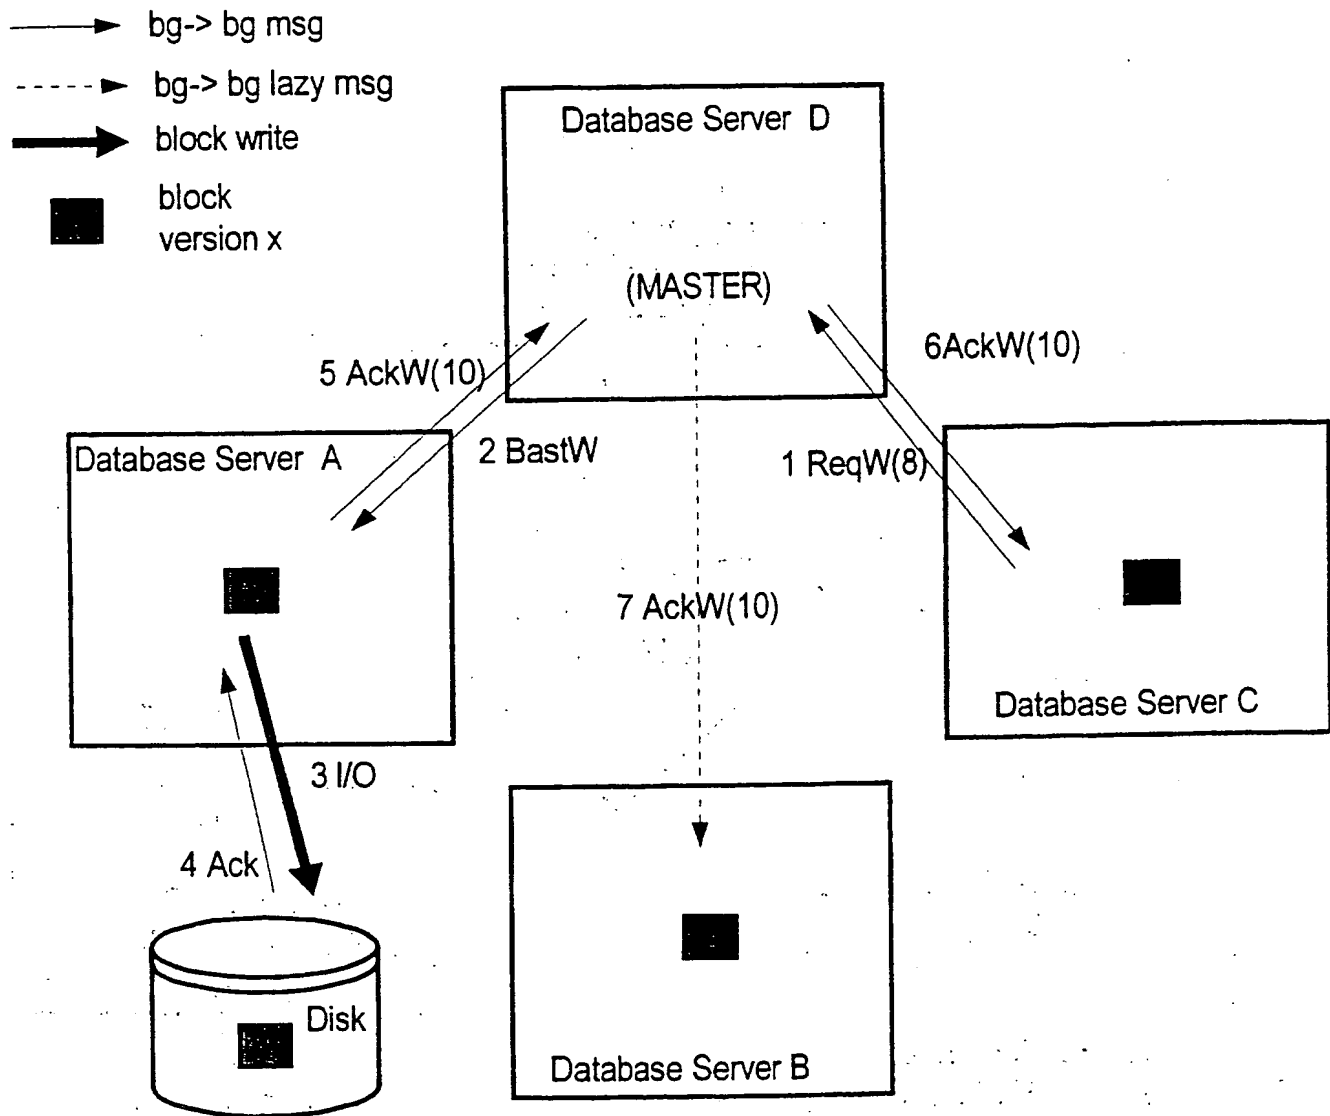 bg-> bg msg
bg-> bg lazy msg
block write
block
version x
Database Server D
(MASTER)
5 AckW(10)
6AckW(10)
Database Server A
2 BastW
1 ReqW(8)
7 AckW(10)
3 I/O
Database Server C
4 Ack
Disk
Database Server B